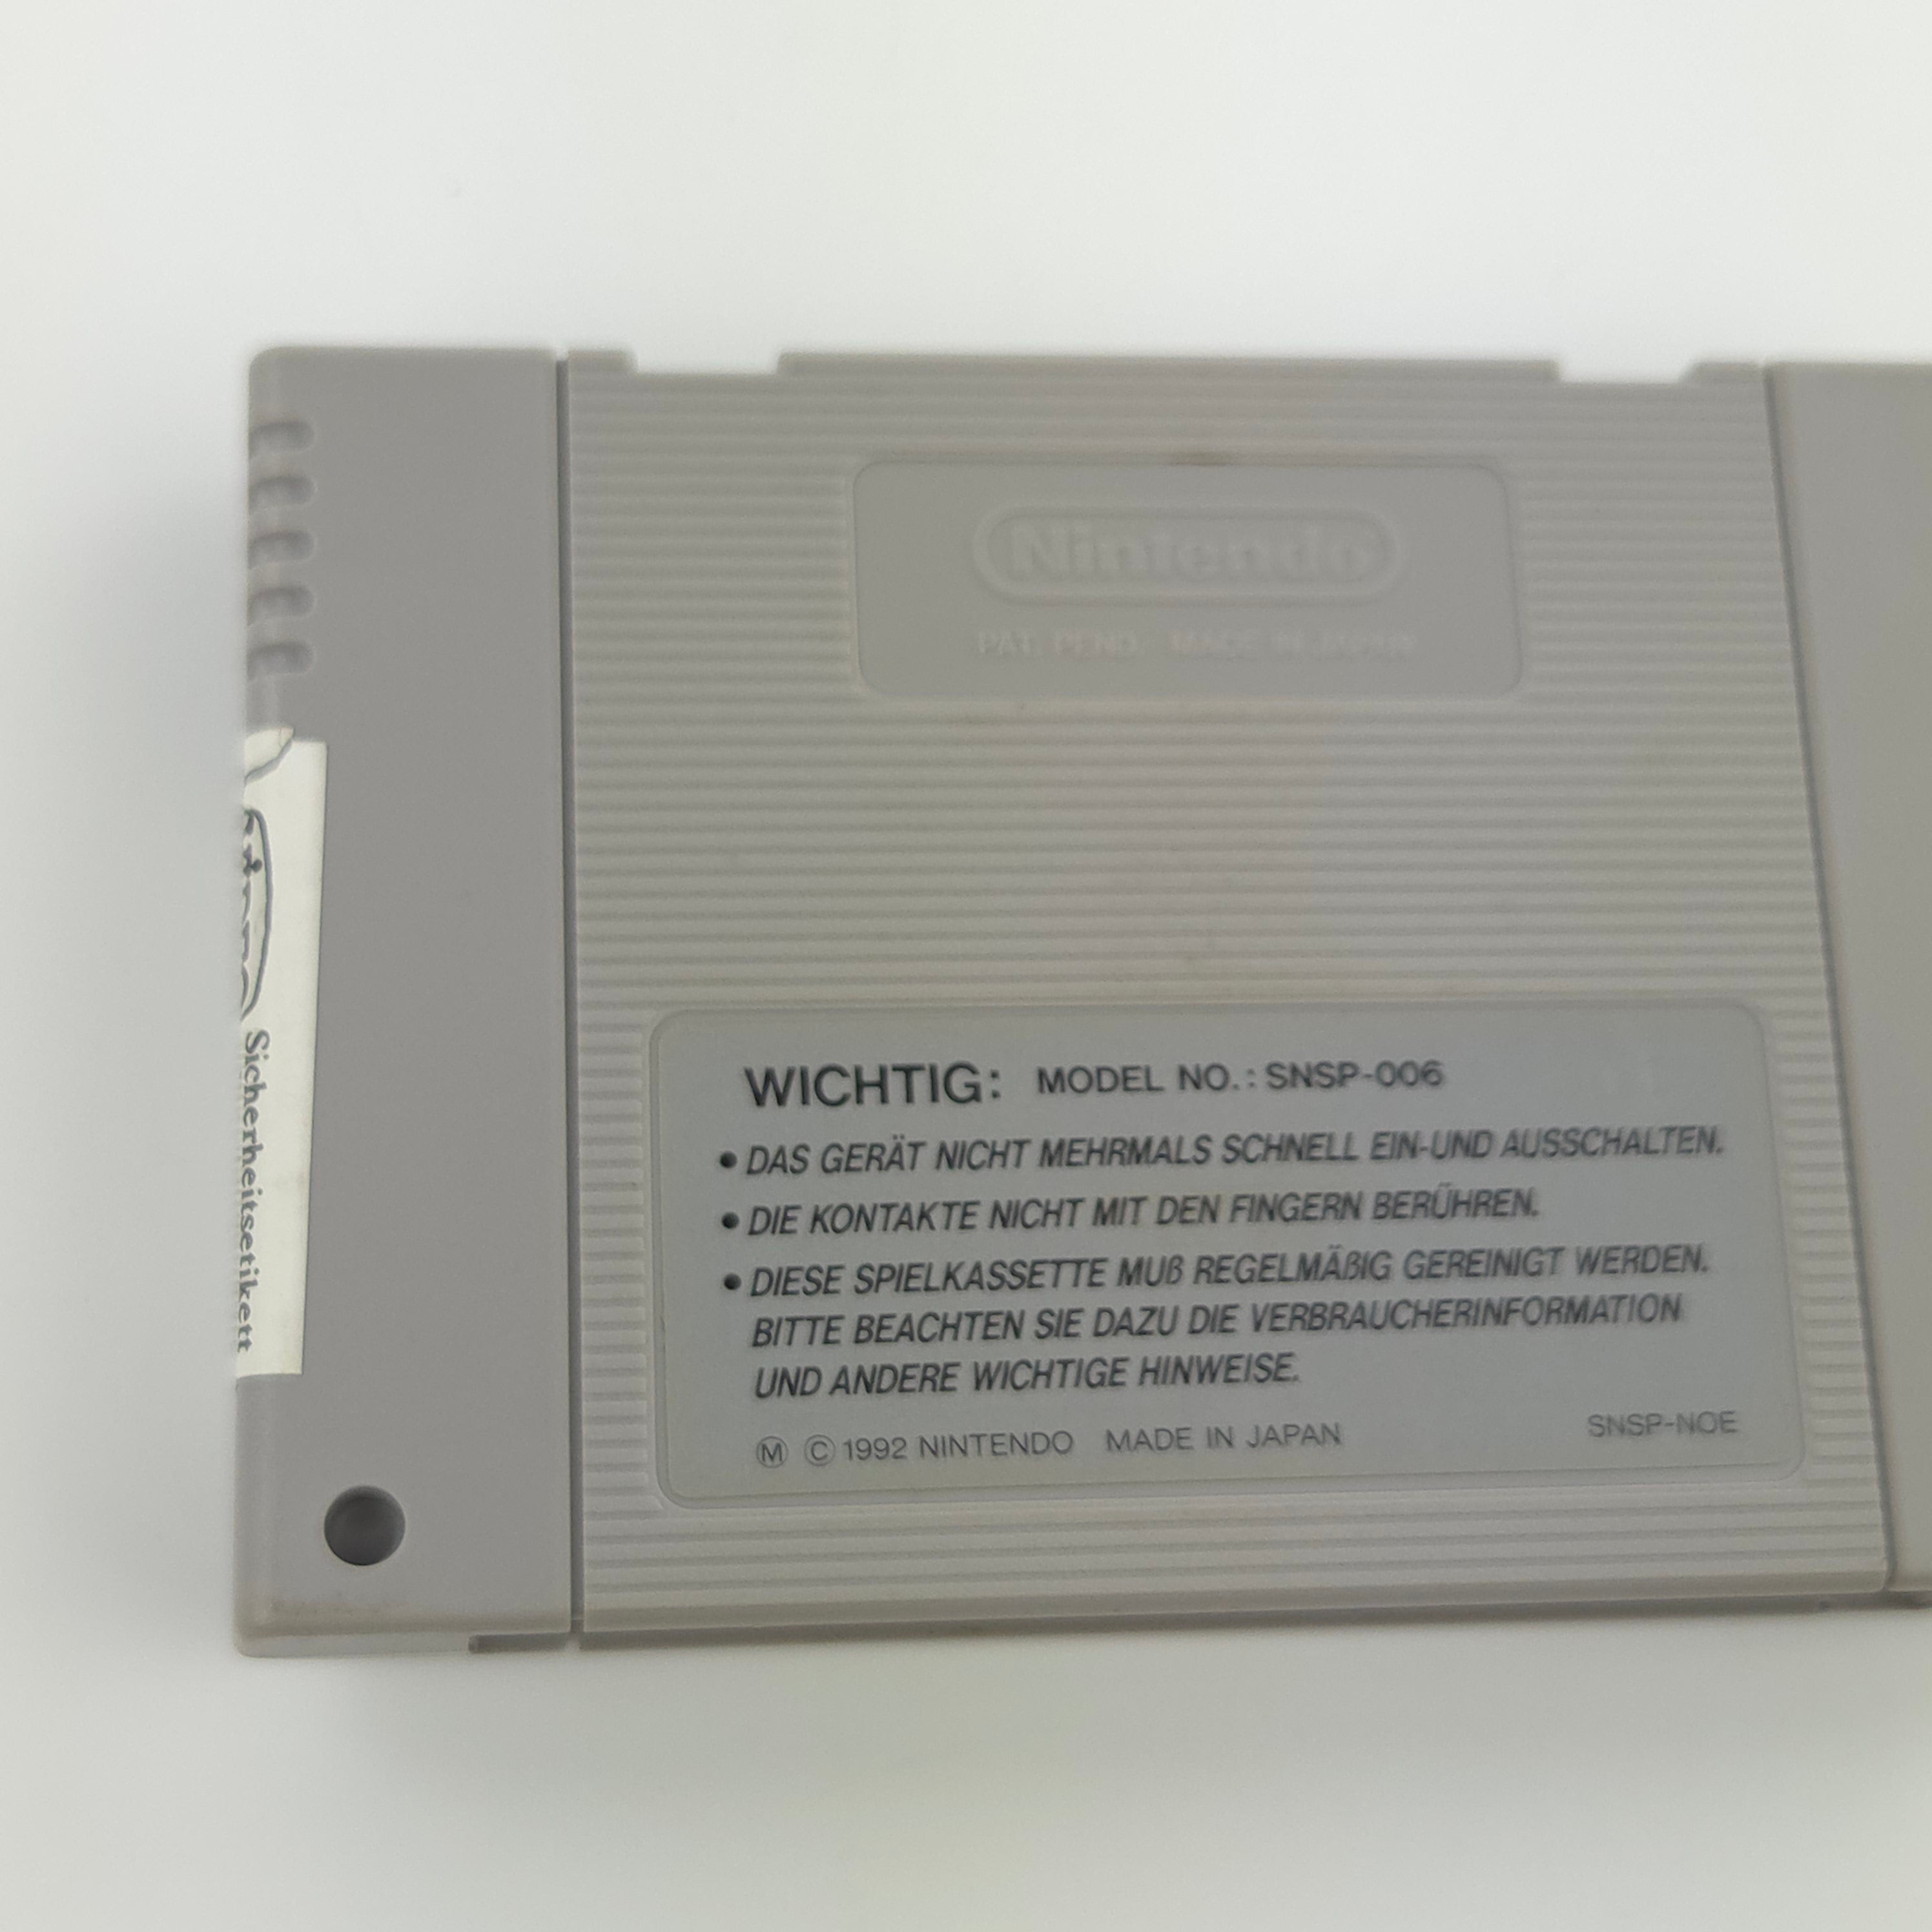 Nintendo
PAT. PEND. MADE IN JAPAN
Sicherheitsetikett
WICHTIG: MODEL NO.: SNSP-006
• DAS GERÄT NICHT MEHRMALS SCHNELL EIN-UND AUSSCHALTEN.
• DIE KONTAKTE NICHT MIT DEN FINGERN BERÜHREN.
• DIESE SPIELKASSETTE MUß REGELMÄßIG GEREINIGT WERDEN.
BITTE BEACHTEN SIE DAZU DIE VERBRAUCHERINFORMATION
UND ANDERE WICHTIGE HINWEISE.
Ⓜ © 1992 NINTENDO MADE IN JAPAN SNSP-NOE